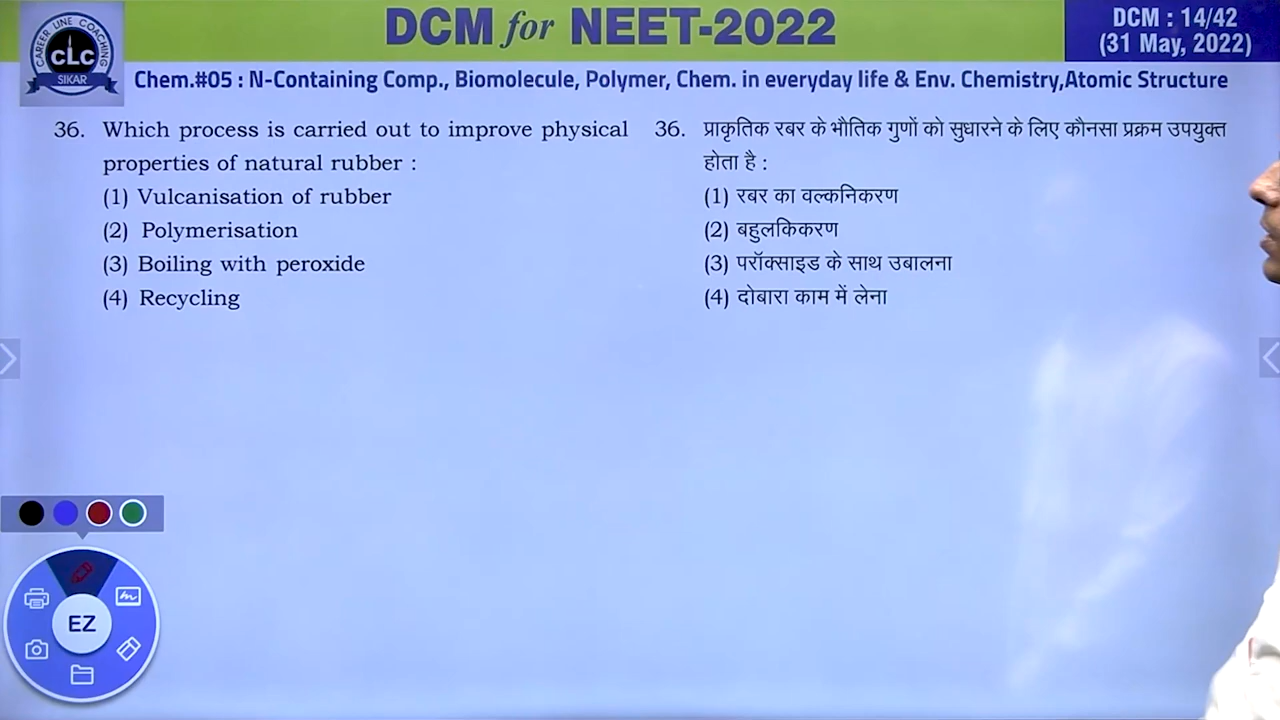 DCM for NEET-2022
DCM : 14/42
(31 May, 2022)
CAREER LINE COACHING
CLC
SIKAR
Chem.#05 : N-Containing Comp., Biomolecule, Polymer, Chem. in everyday life & Env. Chemistry,Atomic Structure
36. Which process is carried out to improve physical
properties of natural rubber :
(1) Vulcanisation of rubber
(2) Polymerisation
(3) Boiling with peroxide
(4) Recycling
36. प्राकृतिक रबर के भौतिक गुणों को सुधारने के लिए कौनसा प्रक्रम उपयुक्त
होता है :
(1) रबर का वल्कनिकरण
(2) बहुलकिकरण
(3) परॉक्साइड के साथ उबालना
(4) दोबारा काम में लेना
EZ